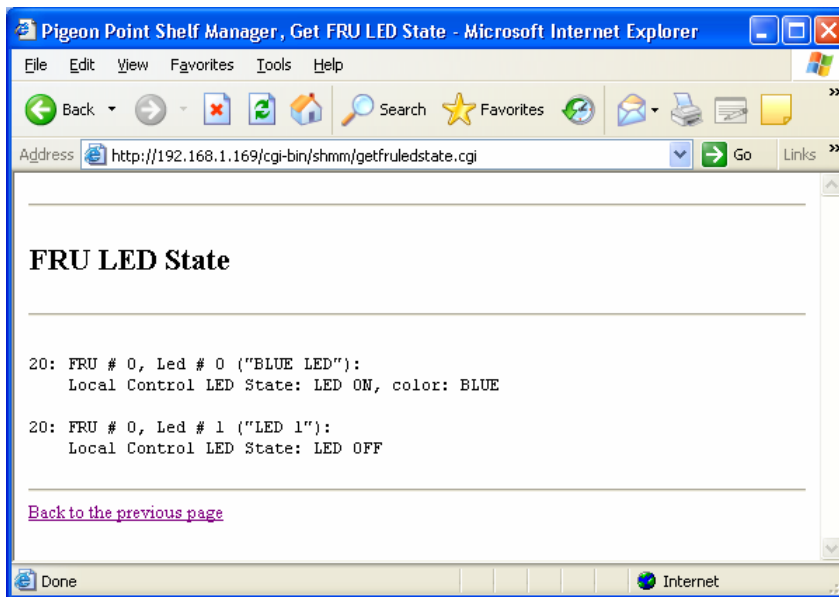 Pigeon Point Shelf Manager, Get FRU LED State - Microsoft Internet Explorer
File Edit View Favorites Tools Help
Back Search Favorites »
Address http://192.168.1.169/cgi-bin/shmm/getfruledstate.cgi Go Links »
FRU LED State
20: FRU # 0, Led # 0 ("BLUE LED"):
Local Control LED State: LED ON, color: BLUE
20: FRU # 0, Led # 1 ("LED 1"):
Local Control LED State: LED OFF
Back to the previous page
Done Internet